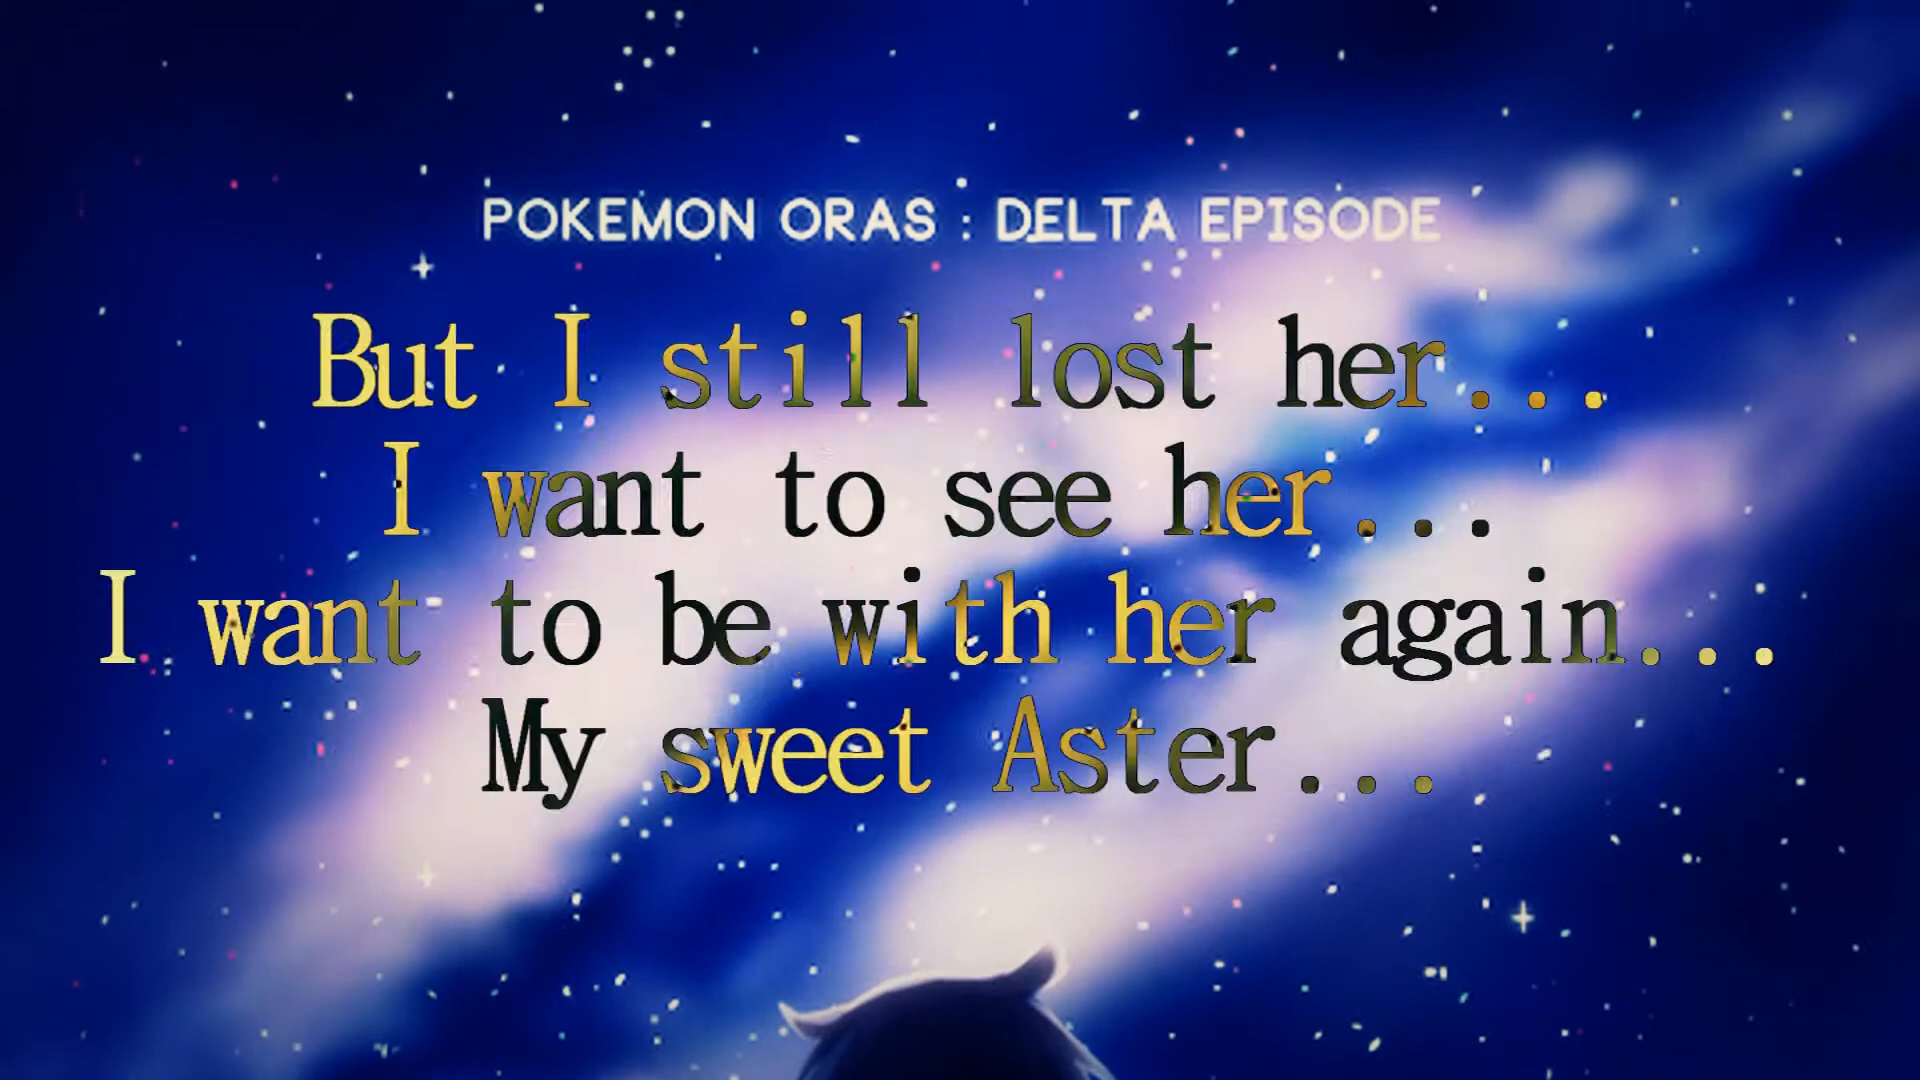 POKEMON ORAS : DELTA EPISODE
But I still lost her...
I want to see her...
I want to be with her again...
My sweet Aster...